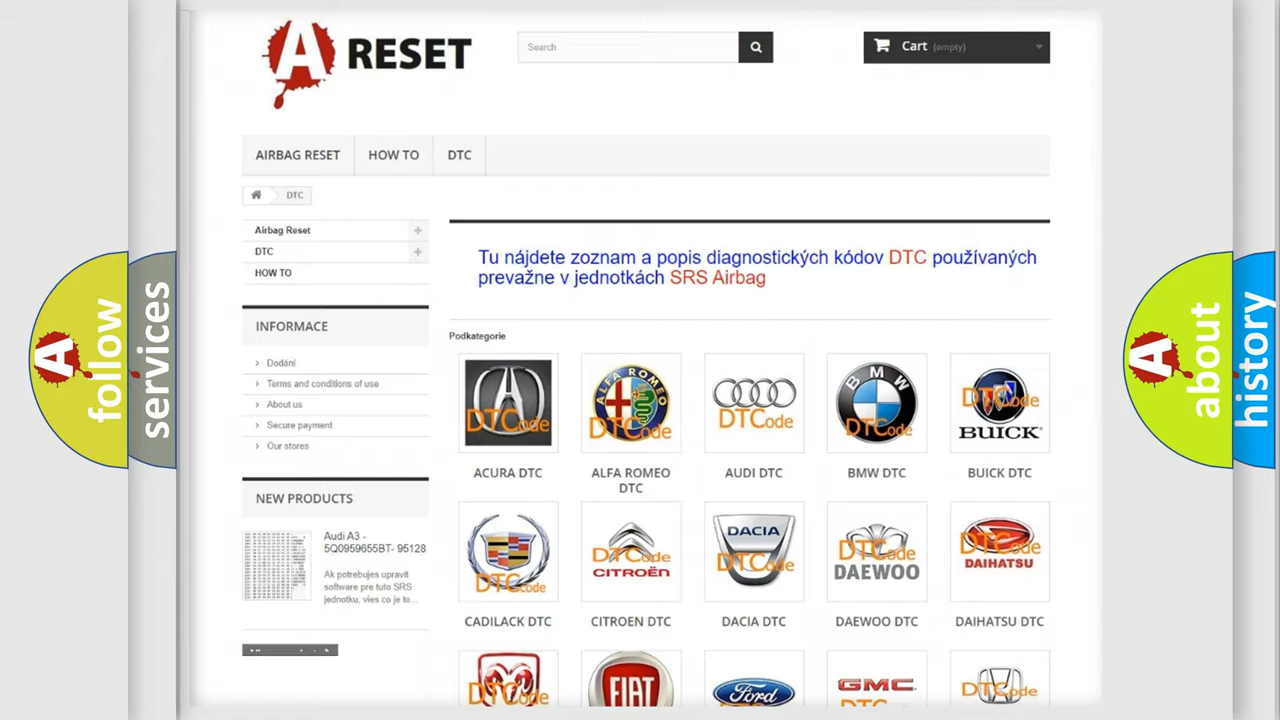 A RESET
Search
Cart (empty)
AIRBAG RESET
HOW TO
DTC
DTC
Airbag Reset
DTC
HOW TO
INFORMACE
Dodání
Terms and conditions of use
About us
Secure payment
Our stores
NEW PRODUCTS
Audi A3 -
5Q0959655BT- 95128
Ak potrebujes upravit
software pre tuto SRS
jednotku, vies co je to...
Tu nájdete zoznam a popis diagnostických kódov DTC používaných
prevažne v jednotkách SRS Airbag
Podkategorie
DTCode
ACURA DTC
ALFA ROMEO
DTCode
ALFA ROMEO
DTC
DTCode
AUDI DTC
BMW
DTCode
BMW DTC
DTCode
BUICK
BUICK DTC
DTCode
CADILACK DTC
DTCode
CITROËN
CITROEN DTC
DACIA
DTCode
DACIA DTC
DTCode
DAEWOO
DAEWOO DTC
DTCode
DAIHATSU
DAIHATSU DTC
DTCode
FIAT
Ford
GMC
DTCode
A
follow
services
A
about
history